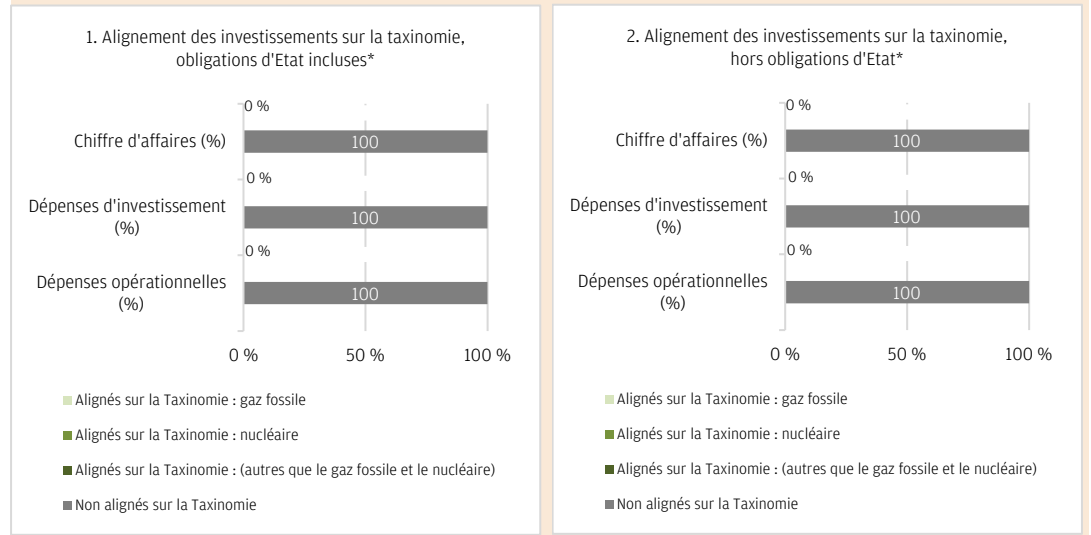 1. Alignement des investissements sur la taxinomie,
obligations d'Etat incluses*
0 %
Chiffre d'affaires (%)
100
0 %
Dépenses d'investissement
(%)
100
0 %
Dépenses opérationnelles
(%)
100
0 %
50 %
100 %
Alignés sur la Taxinomie : gaz fossile
Alignés sur la Taxinomie : nucléaire
Alignés sur la Taxinomie : (autres que le gaz fossile et le nucléaire)
Non alignés sur la Taxinomie
2. Alignement des investissements sur la taxinomie,
hors obligations d'Etat*
0 %
Chiffre d'affaires (%)
100
0 %
Dépenses d'investissement
(%)
100
0 %
Dépenses opérationnelles
(%)
100
0 %
50 %
100 %
Alignés sur la Taxinomie : gaz fossile
Alignés sur la Taxinomie : nucléaire
Alignés sur la Taxinomie : (autres que le gaz fossile et le nucléaire)
Non alignés sur la Taxinomie